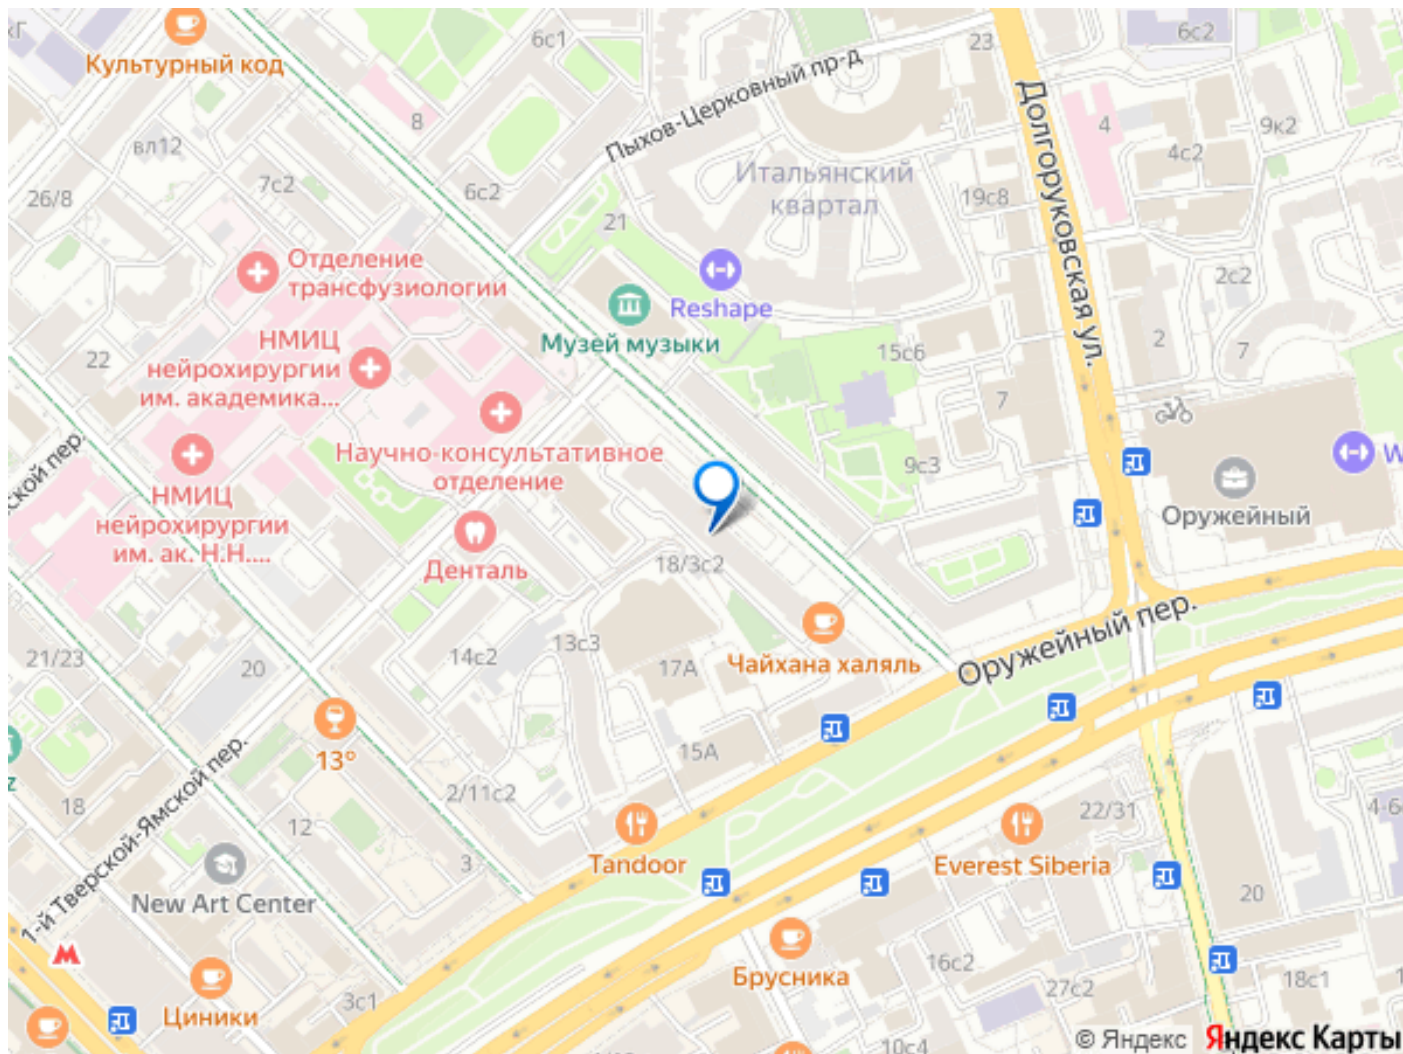 Культурный код
6с1
23
6с2
8
Пыхов-Церковный пр-д
Долгоруковская ул.
4
9к2
вл12
4с2
7с2
6с2
26/8
Итальянский
квартал
19с8
21
Отделение
трансфузиологии
Reshape
2с2
Музей музыки
НМИЦ
нейрохирургии
им. академика...
22
15с6
2
7
7
Научно-консультативное
отделение
9с3
W
ской пер.
НМИЦ
нейрохирургии
им. ак. Н.Н....
Оружейный
Денталь
18/3с2
Оружейный пер.
13с3
14с2
21/23
20
17А
Чайхана халяль
13°
15А
z
18
2/11с2
12
1-й Тверской-Ямской пер.
3
Tandoor
22/31
4-6
Everest Siberia
New Art Center
20
Брусника
16с2
27с2
18с1
3с1
Циники
10с4
© Яндекс Яндекс Карты